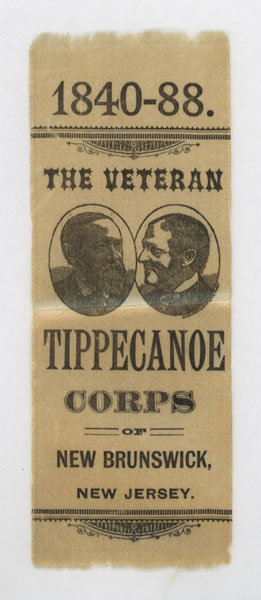 1840-88.
THE VETERAN
TIPPECANOE
CORPS
OF
NEW BRUNSWICK,
NEW JERSEY.